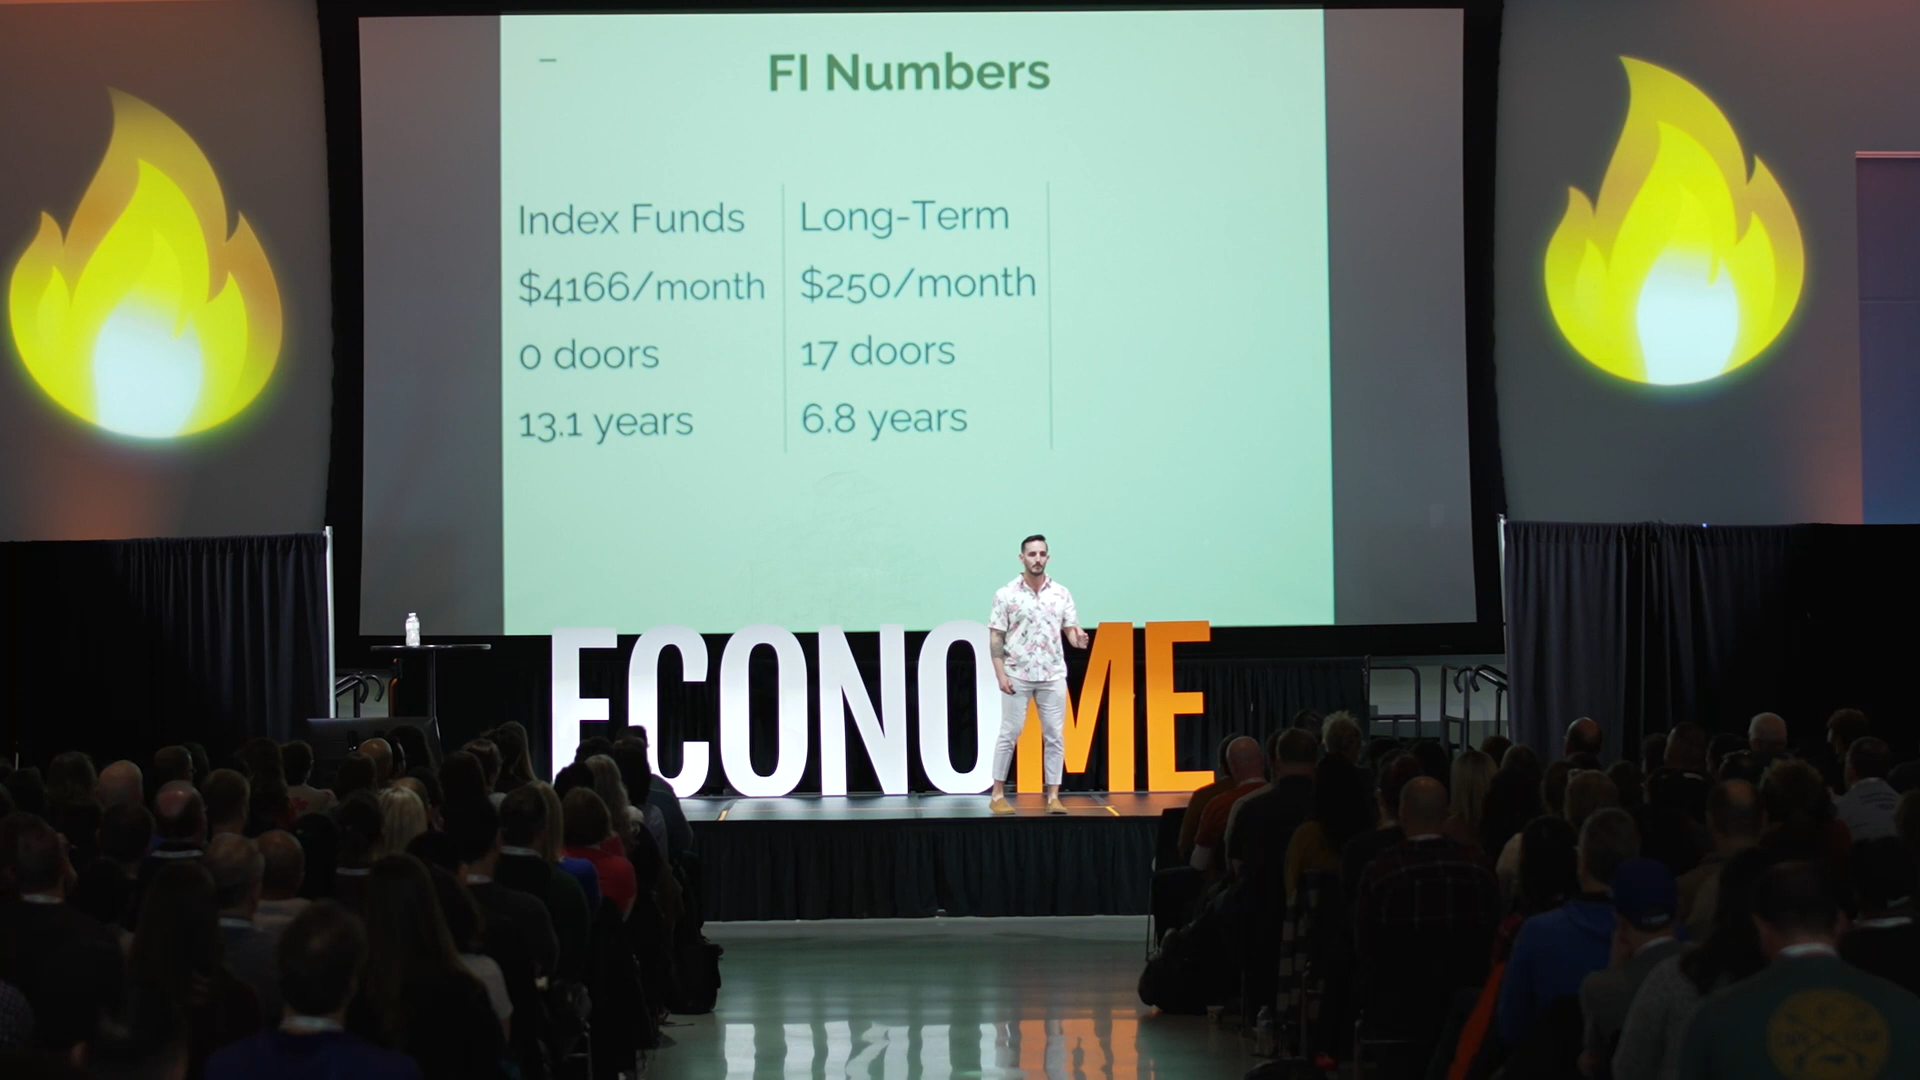 FI Numbers
Index Funds
$4166/month
0 doors
13.1 years
Long-Term
$250/month
17 doors
6.8 years
ECONOME